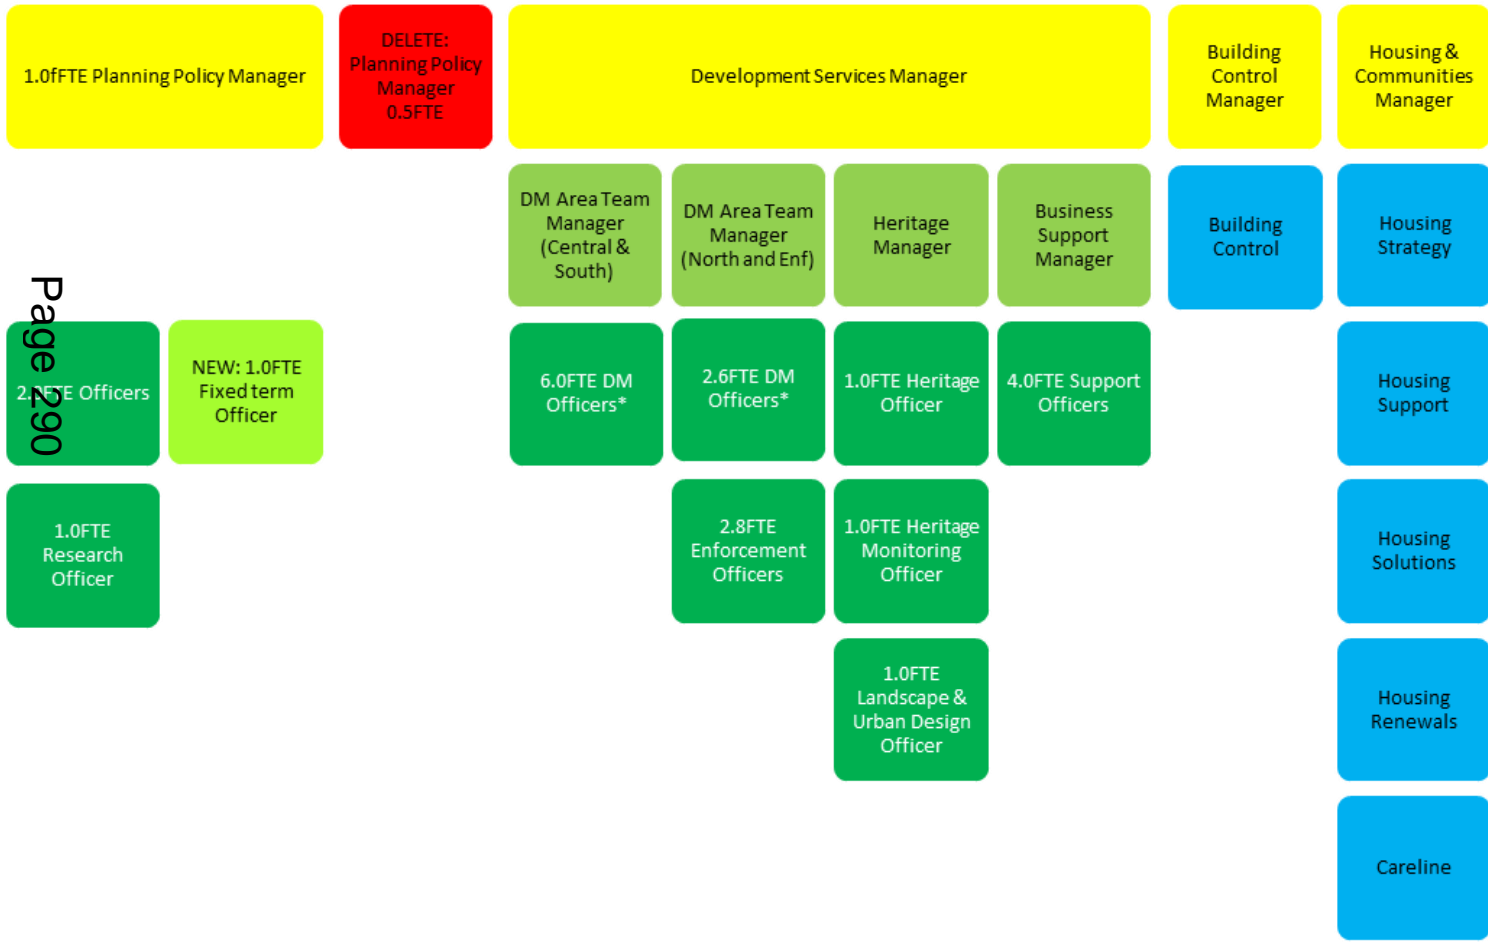 1.0fFTE Planning Policy Manager
DELETE:
Planning Policy
Manager
0.5FTE
Development Services Manager
Building
Control
Manager
Housing &
Communities
Manager
DM Area Team
Manager
(Central &
South)
DM Area Team
Manager
(North and Enf)
Heritage
Manager
Business
Support
Manager
Building
Control
Housing
Strategy
Page 290
Officers
NEW: 1.0FTE
Fixed term
Officer
6.0FTE DM
Officers*
2.6FTE DM
Officers*
1.0FTE Heritage
Officer
4.0FTE Support
Officers
Housing
Support
1.0FTE
Research
Officer
2.8FTE
Enforcement
Officers
1.0FTE Heritage
Monitoring
Officer
Housing
Solutions
1.0FTE
Landscape &
Urban Design
Officer
Housing
Renewals
Careline